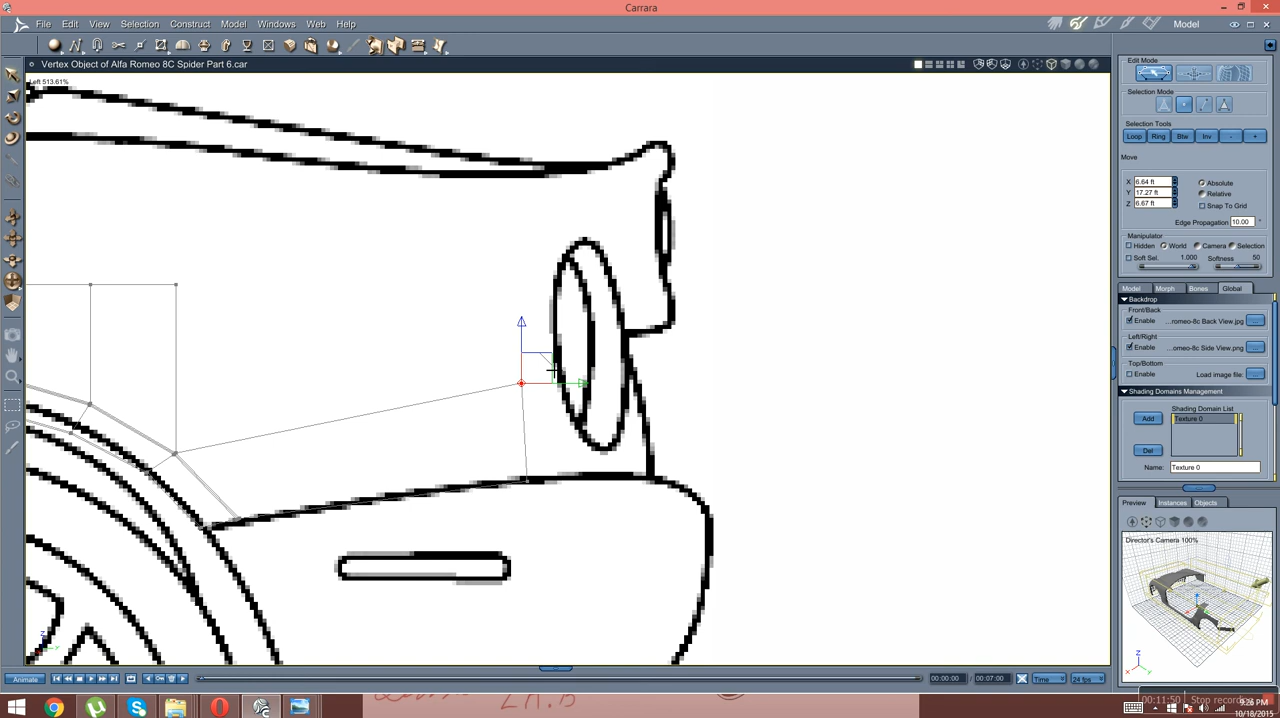 Carrara
File Edit View Selection Construct Model Windows Web Help
Model
Vertex Object of Alfa Romeo 8C Spider Part 6.car
Left 513.61%
Edit Mode
Selection Mode
Selection Tools
Loop Ring Btw Inv - +
Move
X 6.64 ft Absolute
Y 17.27 ft Relative
Z 6.67 ft Snap To Grid
Edge Propagation 10.00 °
Manipulator
Hidden World Camera Selection
Soft Sel. 1.000 Softness 50
Model Morph Bones Global
Backdrop
Front/Back
Enable ...romeo-8c Back View.jpg ...
Left/Right
Enable ...romeo-8c Side View.png ...
Top/Bottom
Enable Load image file: ...
Shading Domains Management
Shading Domain List
Add Texture 0
Del
Name: Texture 0
Preview Instances Objects
Director's Camera 100%
Z
Y
X
Z
Y
Animate 00:00:00 00:07:00 Time 24 fps
00:11:50 Stop recording
9:26 PM
10/18/2015